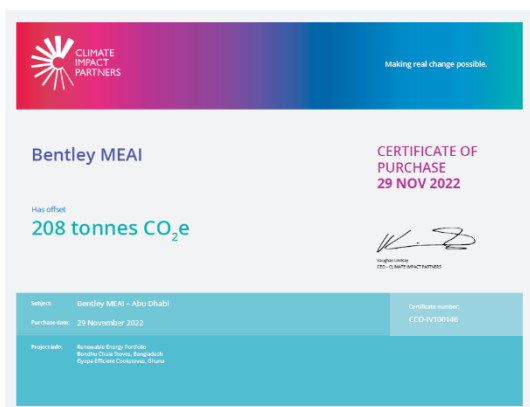 CLIMATE
IMPACT
PARTNERS
Making real change possible.
Bentley MEAI
CERTIFICATE OF
PURCHASE
29 NOV 2022
Has offset
208 tonnes CO₂e
Vaughan Lindsay
CEO – CLIMATE IMPACT PARTNERS
Subject: Bentley MEAI – Abu Dhabi
Purchase date: 29 November 2022
Certificate number:
CCO-IV100146
Project info: Renewable Energy Portfolio
Bondhu Chula Stoves, Bangladesh
Gyapa Efficient Cookstoves, Ghana